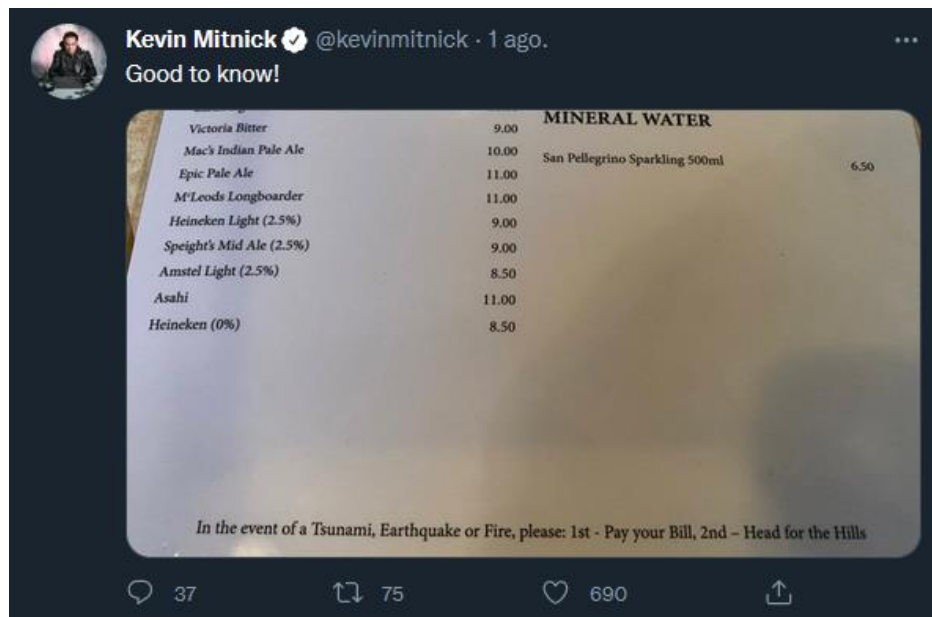 Kevin Mitnick @kevinmitnick · 1 ago.
Good to know!
MINERAL WATER
Victoria Bitter 9.00
Mac's Indian Pale Ale 10.00
San Pellegrino Sparkling 500ml 6.50
Epic Pale Ale 11.00
McLeods Longboarder 11.00
Heineken Light (2.5%) 9.00
Speight's Mid Ale (2.5%) 9.00
Amstel Light (2.5%) 8.50
Asahi 11.00
Heineken (0%) 8.50
In the event of a Tsunami, Earthquake or Fire, please: 1st - Pay your Bill, 2nd – Head for the Hills
37 75 690